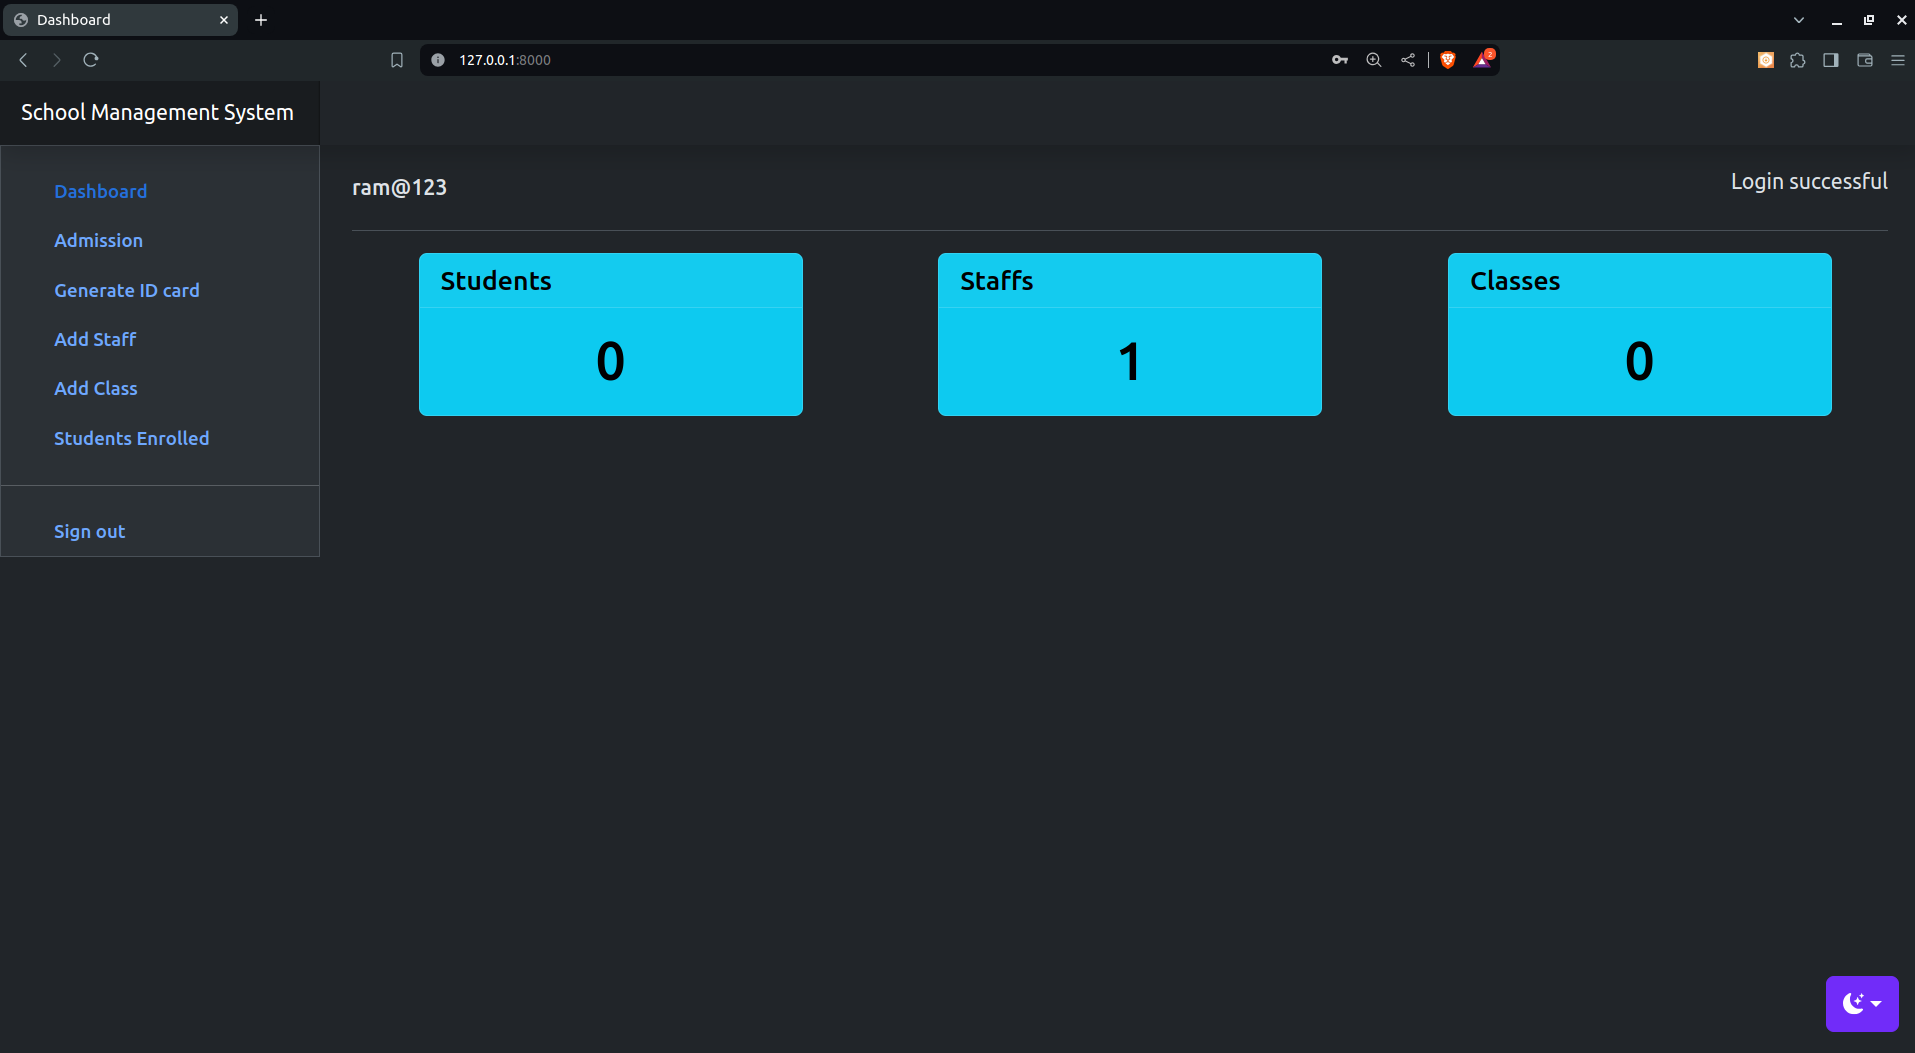 Dashboard
127.0.0.1:8000
2
School Management System
Dashboard
Admission
Generate ID card
Add Staff
Add Class
Students Enrolled
Sign out
ram@123
Login successful
Students
0
Staffs
1
Classes
0